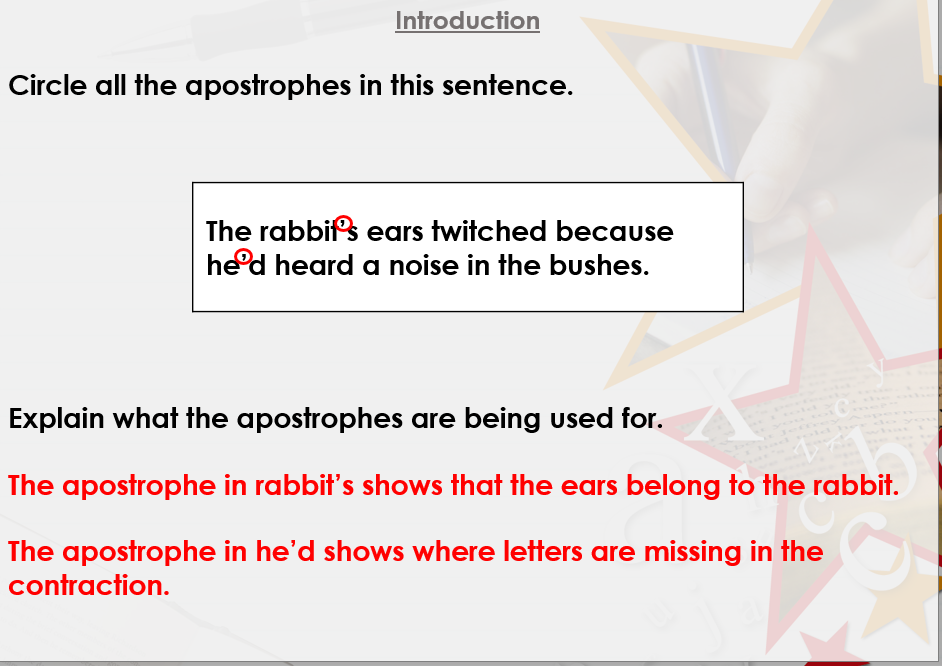 Introduction
Circle all the apostrophes in this sentence.
The rabbit’s ears twitched because
he’d heard a noise in the bushes.
Explain what the apostrophes are being used for.
The apostrophe in rabbit’s shows that the ears belong to the rabbit.
The apostrophe in he’d shows where letters are missing in the
contraction.